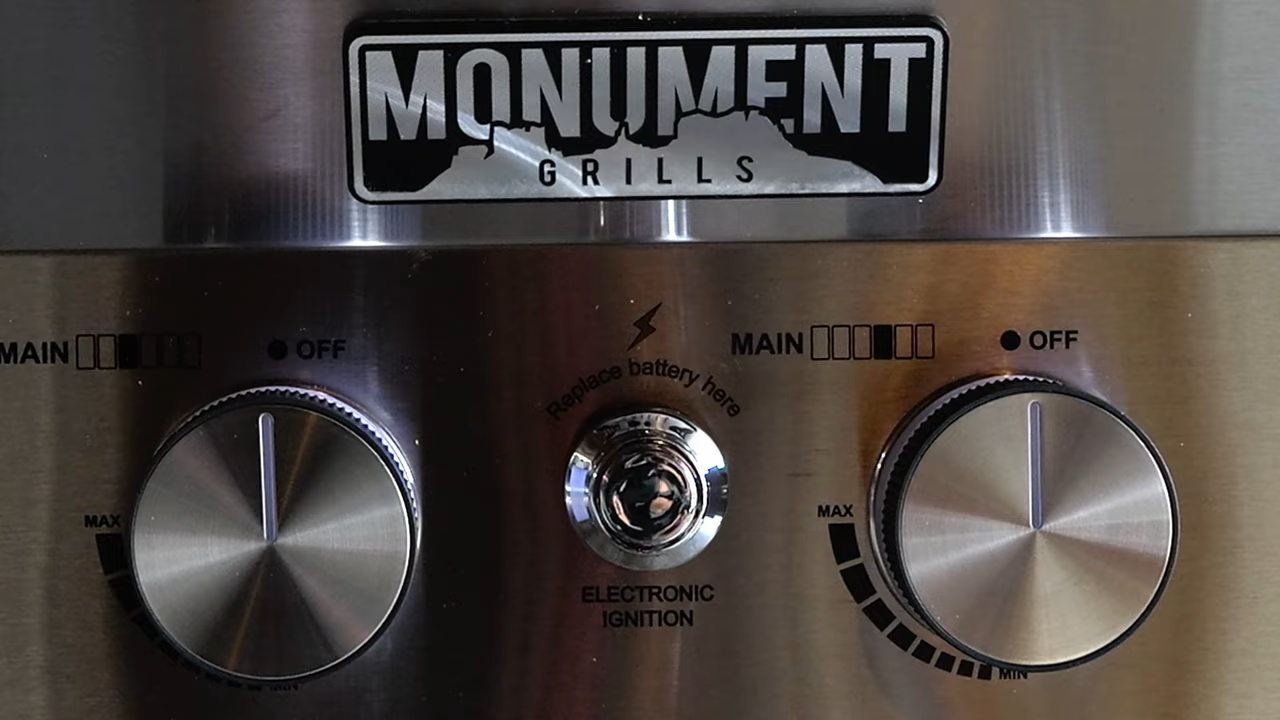 MONUMENT
GRILLS
MAIN
OFF
Replace battery here
MAIN
OFF
MAX
MAX
ELECTRONIC
IGNITION
MIN